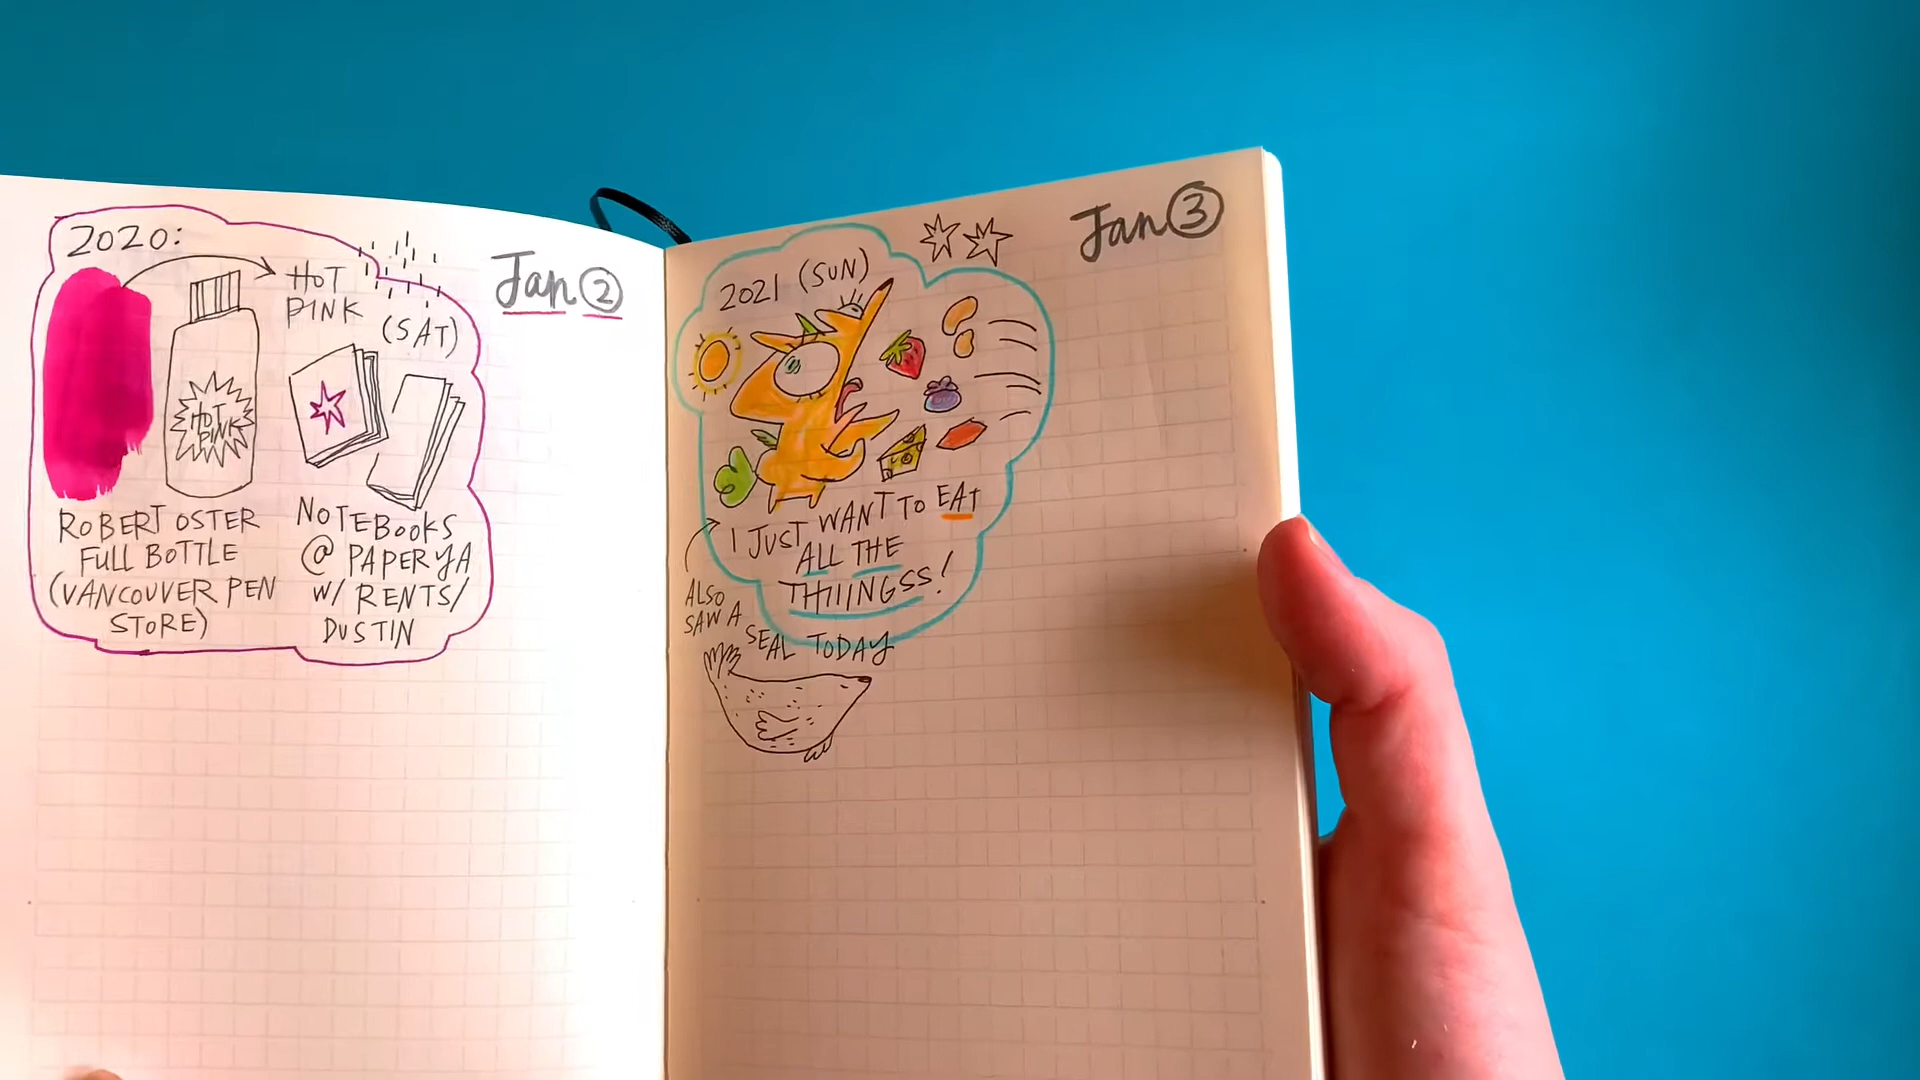 2020:
Jan 2
HOT
PINK
(SAT)
HOT
PINK
ROBERT OSTER
FULL BOTTLE
(VANCOUVER PEN
STORE)
NOTEBOOKS
@ PAPERYA
W/ RENTS/
DUSTIN
Jan 3
2021 (SUN)
I JUST WANT TO EAT
ALL THE
THIIINGSS!
ALSO
SAW A
SEAL TODAY